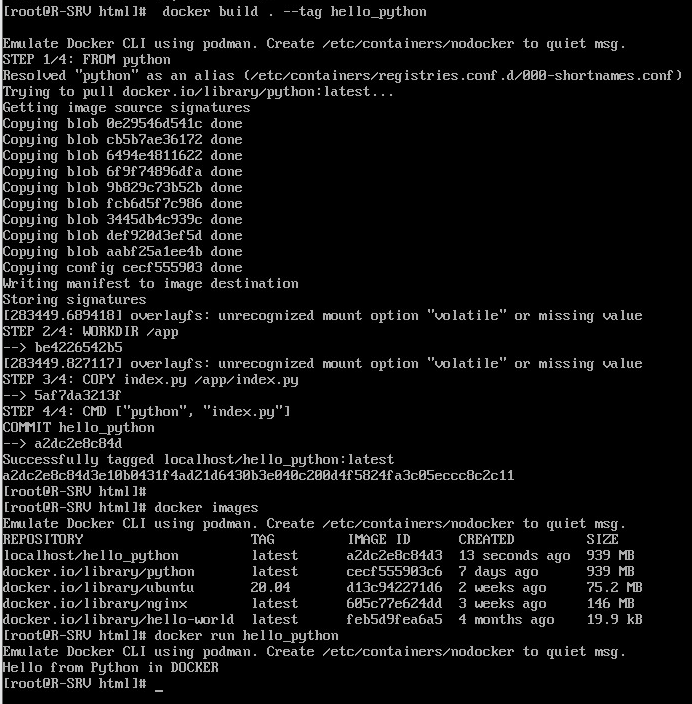 [root@R-SRV html]#  docker build . --tag hello_python
Emulate Docker CLI using podman. Create /etc/containers/nodocker to quiet msg.
STEP 1/4: FROM python
Resolved "python" as an alias (/etc/containers/registries.conf.d/000-shortnames.conf)
Trying to pull docker.io/library/python:latest...
Getting image source signatures
Copying blob 0e29546d541c done
Copying blob cb5b7ae36172 done
Copying blob 6494e4811622 done
Copying blob 6f9f74896dfa done
Copying blob 9b829c73b52b done
Copying blob fcb6d5f7c986 done
Copying blob 3445db4c939c done
Copying blob def920d3ef5d done
Copying blob aabf25a1ee4b done
Copying config cecf555903 done
Writing manifest to image destination
Storing signatures
[283449.689418] overlayfs: unrecognized mount option "volatile" or missing value
STEP 2/4: WORKDIR /app
--> be4226542b5
[283449.827117] overlayfs: unrecognized mount option "volatile" or missing value
STEP 3/4: COPY index.py /app/index.py
--> 5af7da3213f
STEP 4/4: CMD ["python", "index.py"]
COMMIT hello_python
--> a2dc2e8c84d
Successfully tagged localhost/hello_python:latest
a2dc2e8c84d3e10b0431f4ad21d6430b3e040c200d4f5824fa3c05eccc8c2c11
[root@R-SRV html]#
[root@R-SRV html]# docker images
Emulate Docker CLI using podman. Create /etc/containers/nodocker to quiet msg.
REPOSITORY                     TAG         IMAGE ID      CREATED         SIZE
localhost/hello_python         latest      a2dc2e8c84d3  13 seconds ago  939 MB
docker.io/library/python       latest      cecf555903c6  7 days ago      939 MB
docker.io/library/ubuntu       20.04       d13c942271d6  2 weeks ago     75.2 MB
docker.io/library/nginx        latest      605c77e624dd  3 weeks ago     146 MB
docker.io/library/hello-world  latest      feb5d9fea6a5  4 months ago    19.9 kB
[root@R-SRV html]# docker run hello_python
Emulate Docker CLI using podman. Create /etc/containers/nodocker to quiet msg.
Hello from Python in DOCKER
[root@R-SRV html]# _